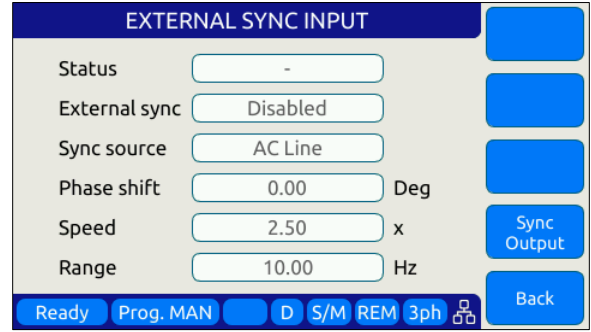 EXTERNAL SYNC INPUT
Status -
External sync Disabled
Sync source AC Line
Phase shift 0.00 Deg
Speed 2.50 x
Range 10.00 Hz
Sync
Output
Back
Ready Prog. MAN D S/M REM 3ph